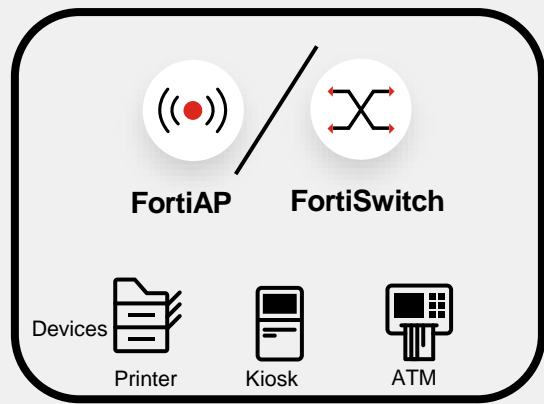 FortiAP
FortiSwitch
Devices
Printer
Kiosk
ATM